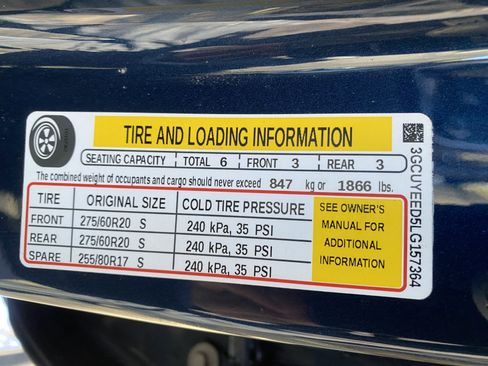 TIRE AND LOADING INFORMATION
SEATING CAPACITY TOTAL 6 FRONT 3 REAR 3
The combined weight of occupants and cargo should never exceed 847 kg or 1866 lbs.
TIRE ORIGINAL SIZE COLD TIRE PRESSURE
FRONT 275/60R20 S 240 kPa, 35 PSI
REAR 275/60R20 S 240 kPa, 35 PSI
SPARE 255/80R17 S 240 kPa, 35 PSI
SEE OWNER'S
MANUAL FOR
ADDITIONAL
INFORMATION
3GCUYEED5LG157364